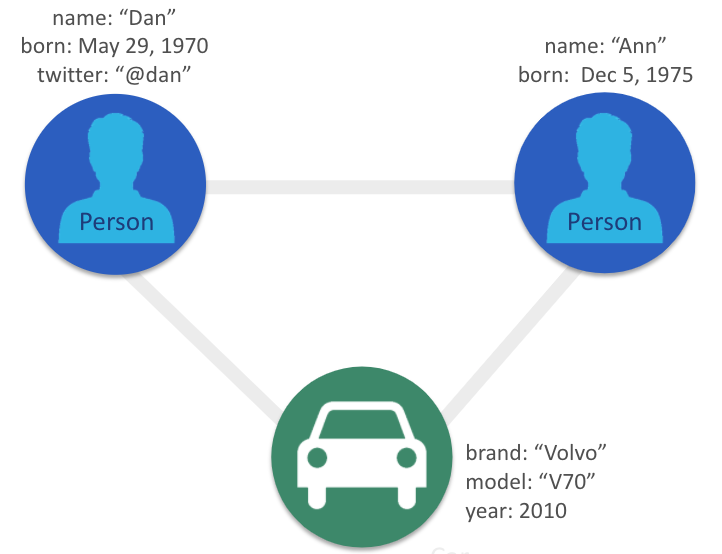 name: “Dan”
born: May 29, 1970
twitter: “@dan”
name: “Ann”
born:  Dec 5, 1975
Person
Person
brand: “Volvo”
model: “V70”
year: 2010